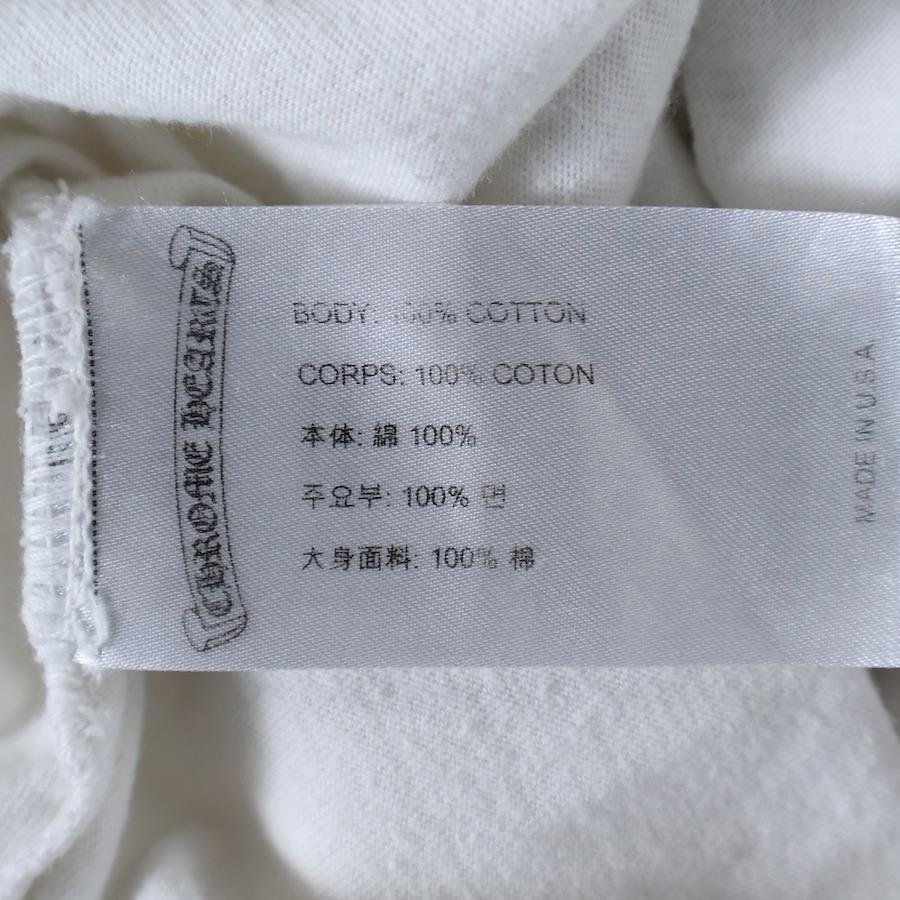 CHROME HEARTS
BODY: 100% COTTON
CORPS: 100% COTON
本体: 綿 100%
주요부: 100% 면
大身面料: 100% 棉
MADE IN U.S.A